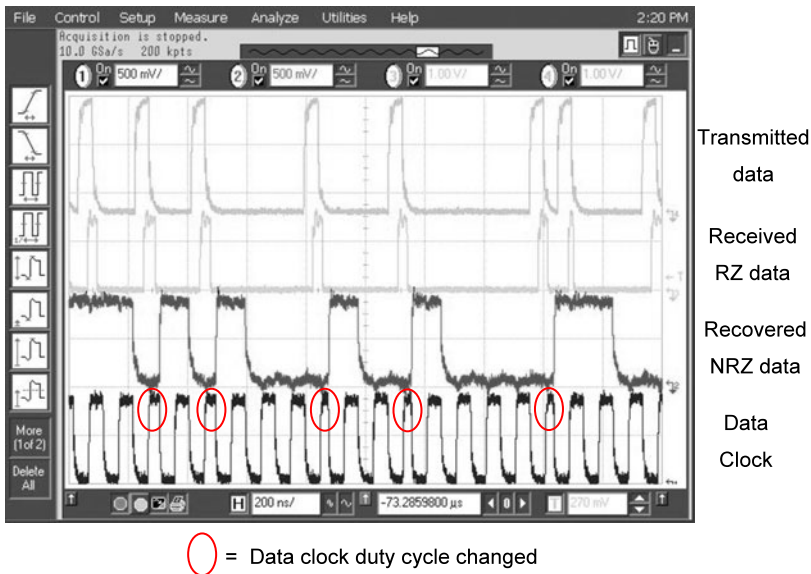 File Control Setup Measure Analyze Utilities Help 2:20 PM
Acquisition is stopped.
10.0 GSa/s 200 kpts
1 On 500 mV/ 2 On 500 mV/ 3 On 1.00 V/ 4 On 1.00 V/
Transmitted
data
Received
RZ data
Recovered
NRZ data
Data
Clock
More
(1 of 2)
Delete
All
H 200 ns/ -73.2859800 µs 0 T 270 mV
= Data clock duty cycle changed